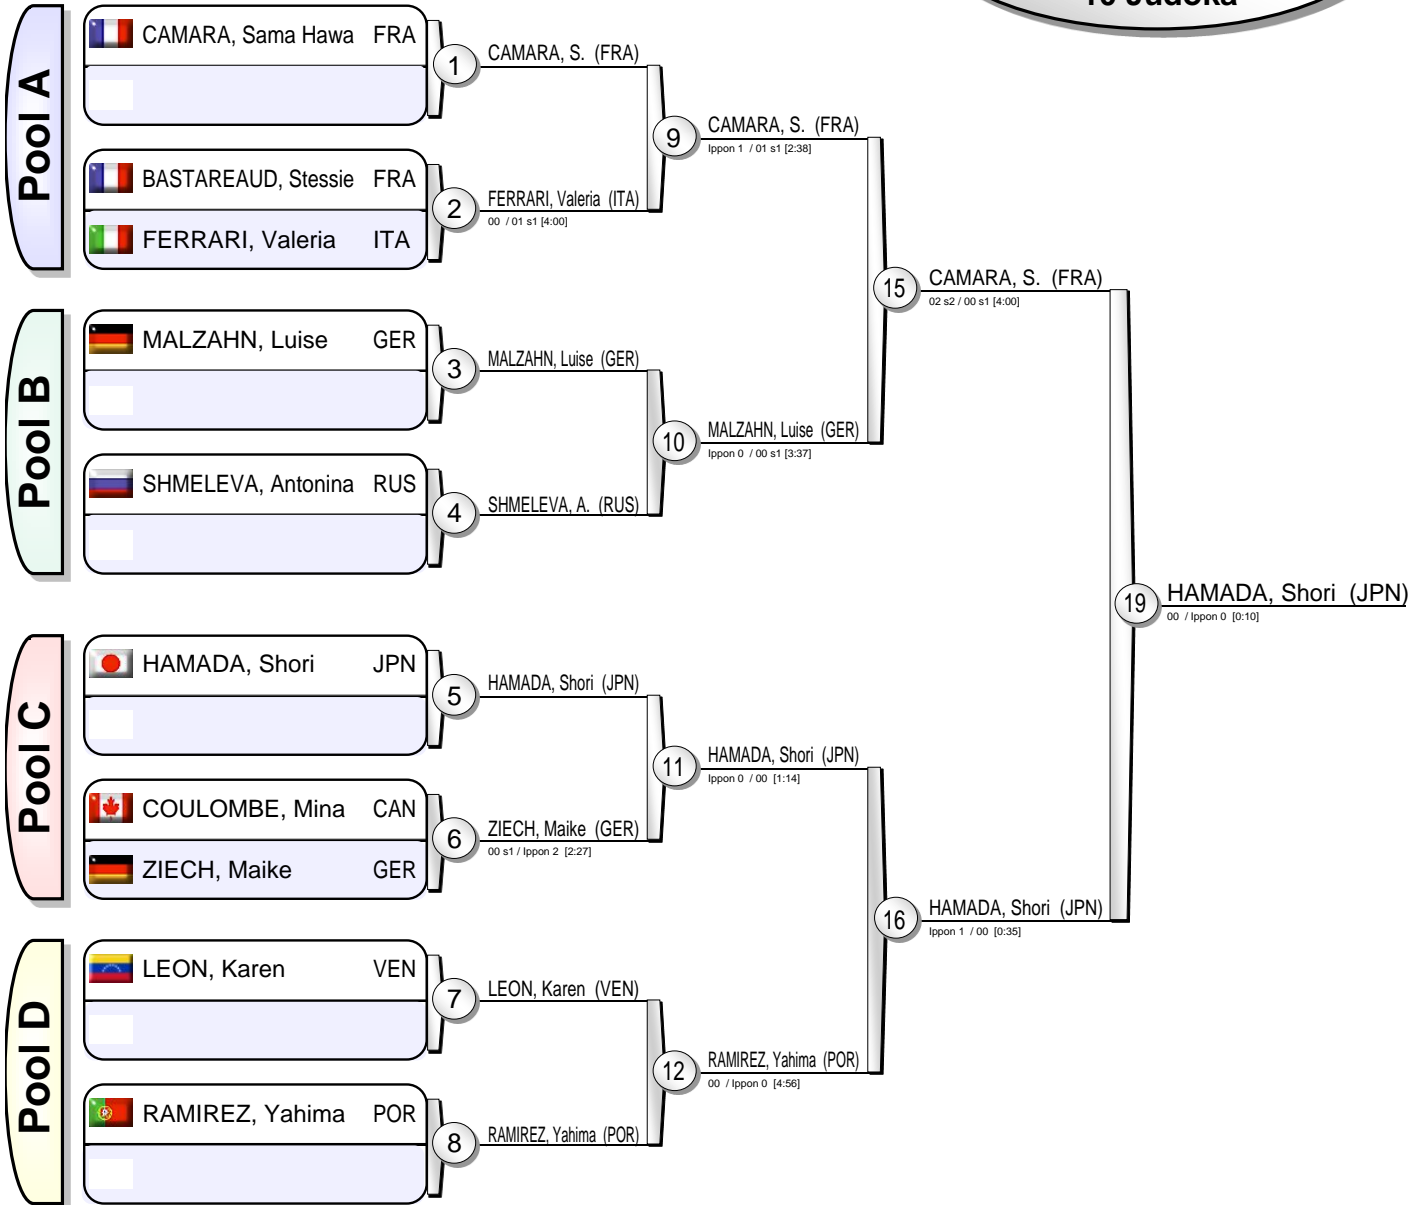 10 Judoka
Pool A
CAMARA, Sama Hawa FRA
BASTAREAUD, Stessie FRA
FERRARI, Valeria ITA
Pool B
MALZAHN, Luise GER
SHMELEVA, Antonina RUS
Pool C
HAMADA, Shori JPN
COULOMBE, Mina CAN
ZIECH, Maike GER
Pool D
LEON, Karen VEN
RAMIREZ, Yahima POR
1
CAMARA, S. (FRA)
2
FERRARI, Valeria (ITA)
00 / 01 s1 [4:00]
3
MALZAHN, Luise (GER)
4
SHMELEVA, A. (RUS)
5
HAMADA, Shori (JPN)
6
ZIECH, Maike (GER)
00 s1 / Ippon 2 [2:27]
7
LEON, Karen (VEN)
8
RAMIREZ, Yahima (POR)
9
CAMARA, S. (FRA)
Ippon 1 / 01 s1 [2:38]
10
MALZAHN, Luise (GER)
Ippon 0 / 00 s1 [3:37]
11
HAMADA, Shori (JPN)
Ippon 0 / 00 [1:14]
12
RAMIREZ, Yahima (POR)
00 / Ippon 0 [4:56]
15
CAMARA, S. (FRA)
02 s2 / 00 s1 [4:00]
16
HAMADA, Shori (JPN)
Ippon 1 / 00 [0:35]
19
HAMADA, Shori (JPN)
00 / Ippon 0 [0:10]